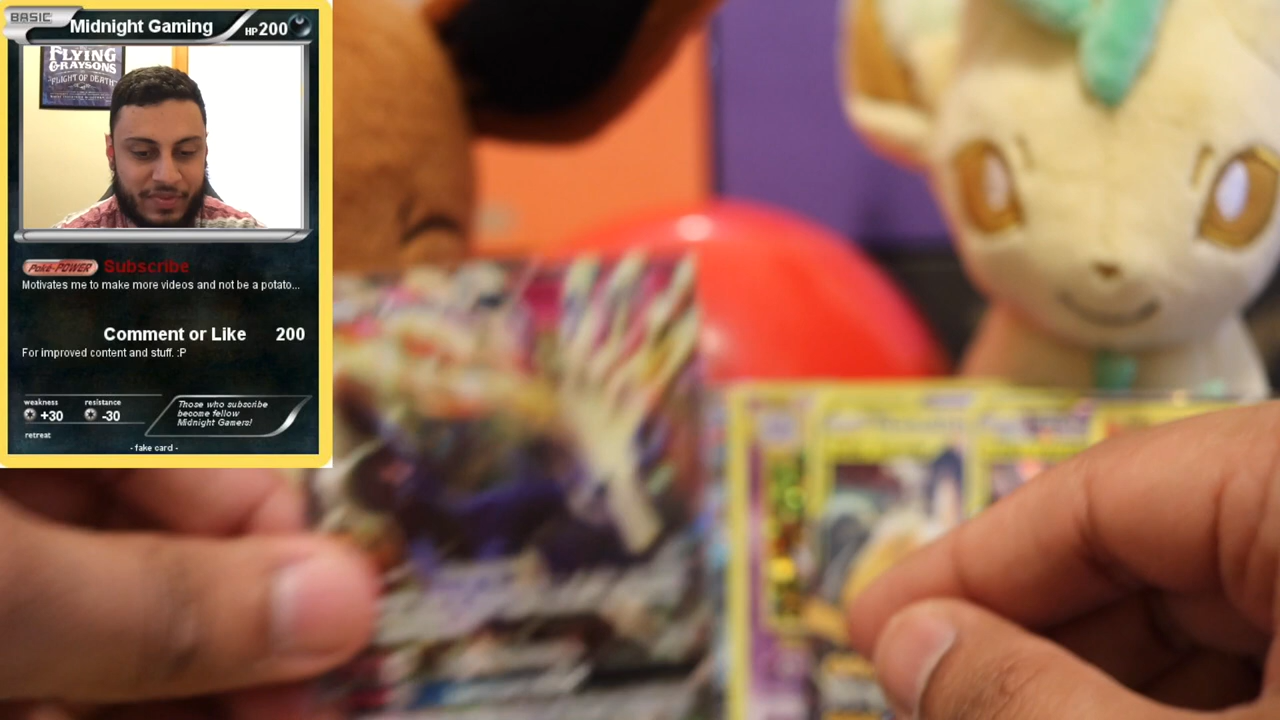 BASIC
Midnight Gaming
HP 200
FLYING
GRAYSONS
"FLIGHT OF DEATH"
Poké-POWER Subscribe
Motivates me to make more videos and not be a potato...
Comment or Like 200
For improved content and stuff. :P
weakness resistance
+30 -30
retreat
Those who subscribe
become fellow
Midnight Gamers!
- fake card -